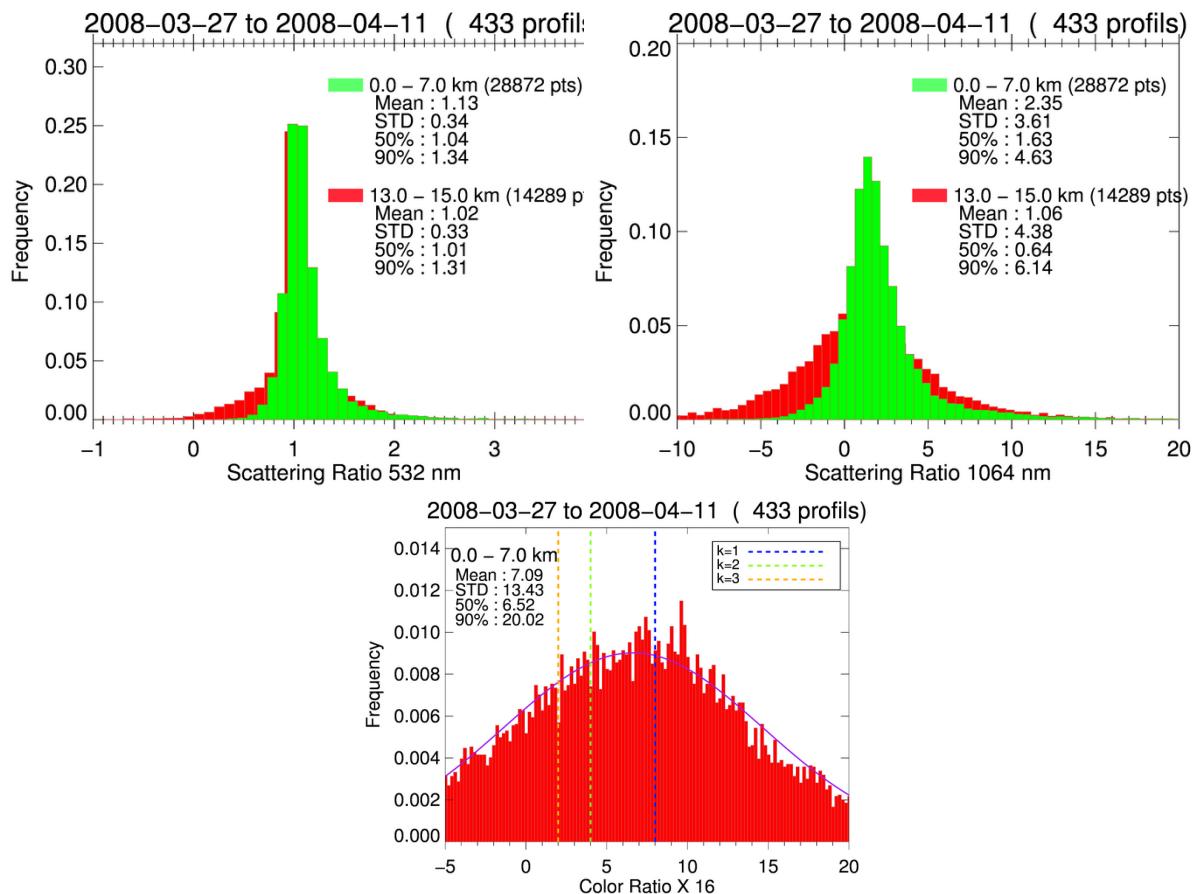 2008−03−27 to 2008−04−11 ( 433 profils
0.30
0.25
0.20
0.15
0.10
0.05
0.00
Frequency
0.0 − 7.0 km (28872 pts)
Mean : 1.13
STD : 0.34
50% : 1.04
90% : 1.34
13.0 − 15.0 km (14289 pt
Mean : 1.02
STD : 0.33
50% : 1.01
90% : 1.31
−1 0 1 2 3
Scattering Ratio 532 nm
2008−03−27 to 2008−04−11 ( 433 profils)
0.20
0.15
0.10
0.05
0.00
Frequency
0.0 − 7.0 km (28872 pts)
Mean : 2.35
STD : 3.61
50% : 1.63
90% : 4.63
13.0 − 15.0 km (14289 pts)
Mean : 1.06
STD : 4.38
50% : 0.64
90% : 6.14
−10 −5 0 5 10 15 20
Scattering Ratio 1064 nm
2008−03−27 to 2008−04−11 ( 433 profils)
0.014
0.012
0.010
0.008
0.006
0.004
0.002
0.000
Frequency
0.0 − 7.0 km
Mean : 7.09
STD : 13.43
50% : 6.52
90% : 20.02
k=1
k=2
k=3
−5 0 5 10 15 20
Color Ratio X 16